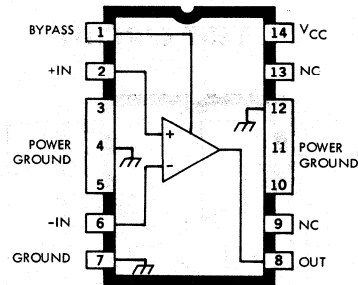 BYPASS 1 14 VCC
+IN 2 13 NC
3 12
POWER GROUND 4 11 POWER GROUND
5 10
-IN 6 9 NC
GROUND 7 8 OUT
+
-